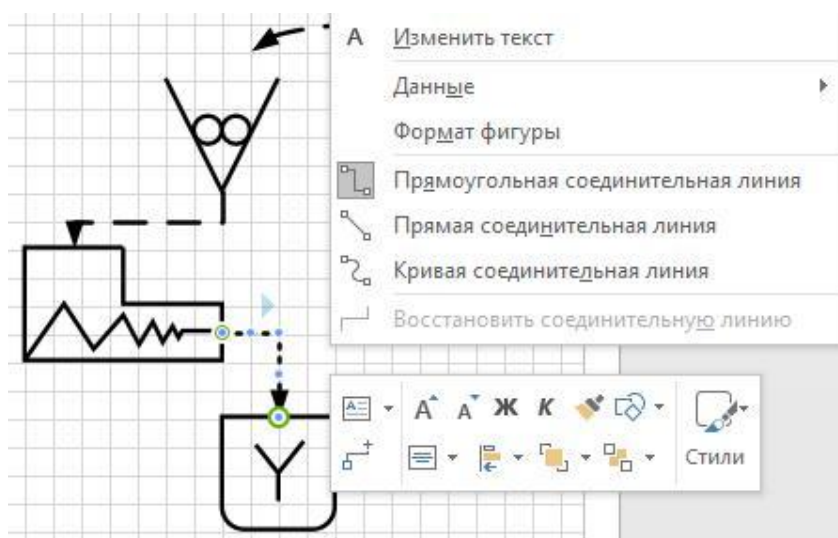 A Изменить текст
Данные
Формат фигуры
Прямоугольная соединительная линия
Прямая соединительная линия
Кривая соединительная линия
Восстановить соединительную линию
A A Ж К
Стили